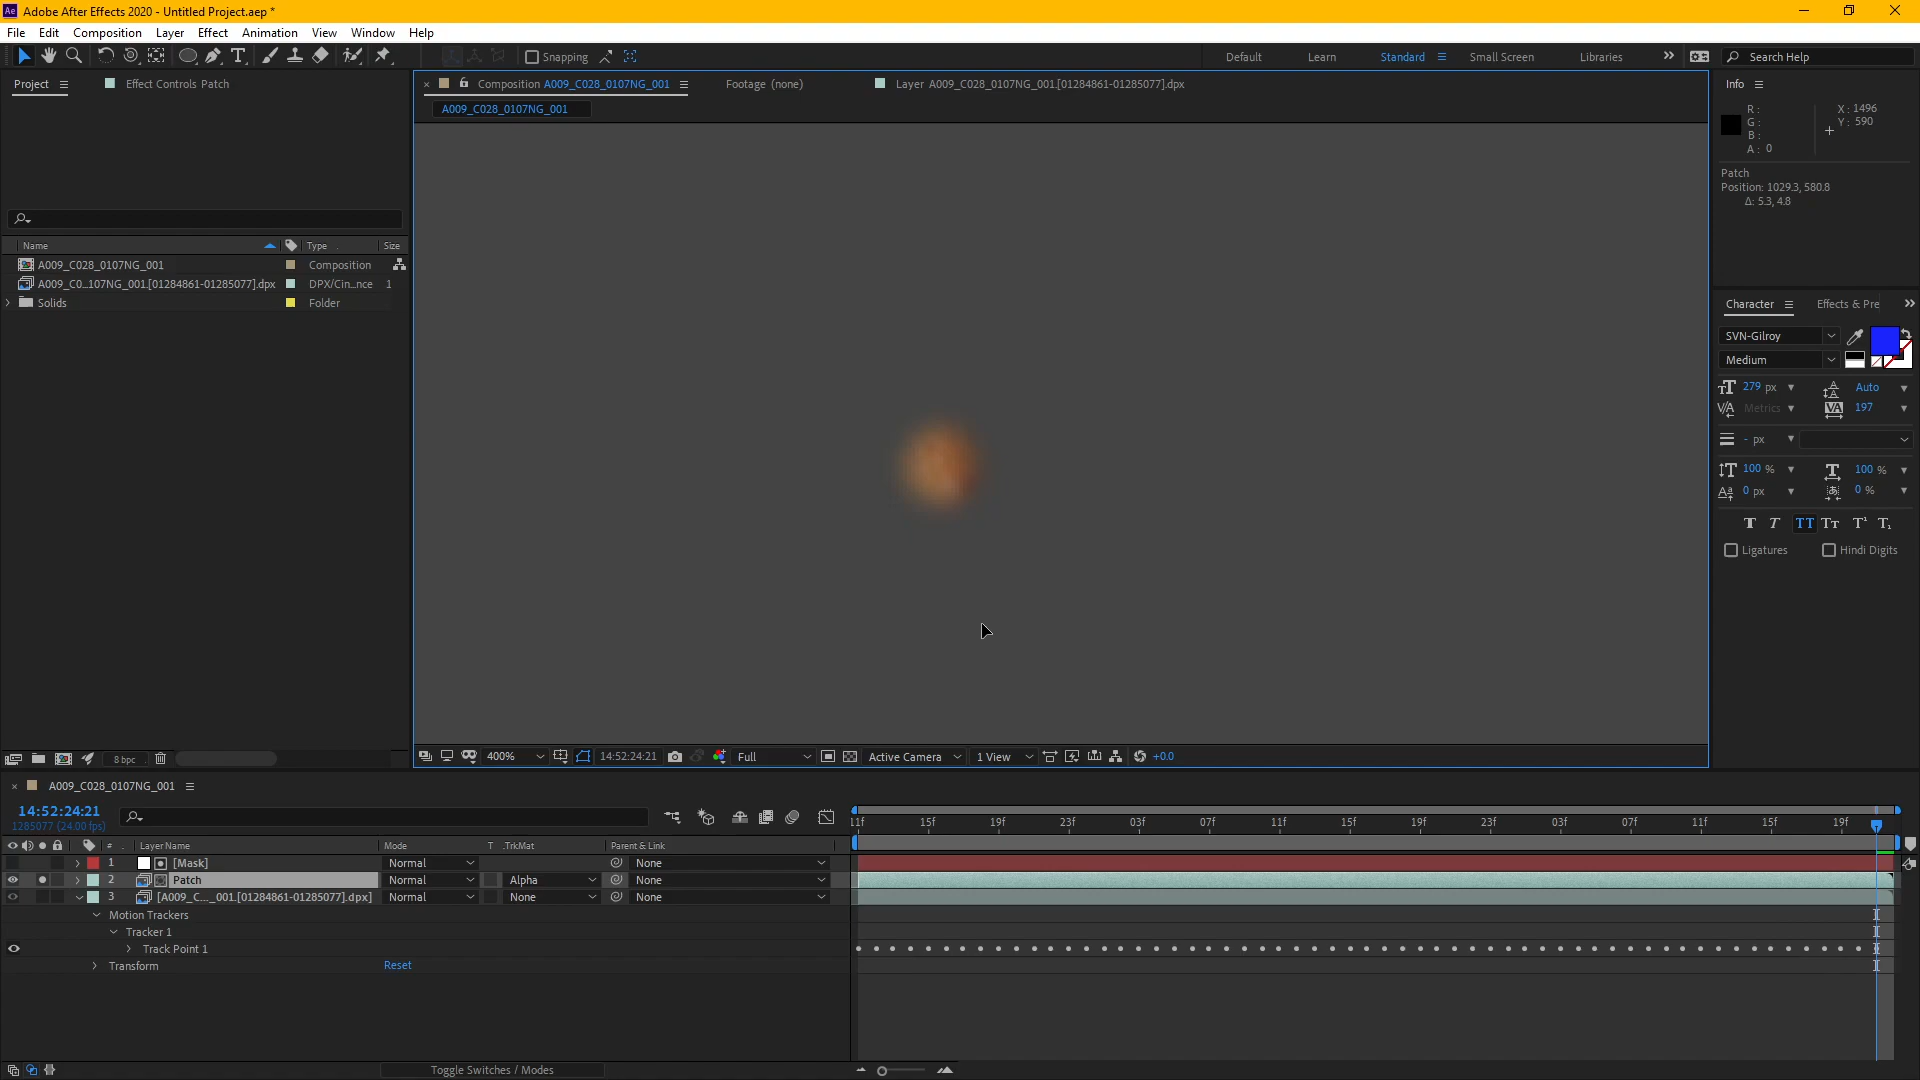 Adobe After Effects 2020 - Untitled Project.aep *
File Edit Composition Layer Effect Animation View Window Help
Snapping
Default Learn Standard Small Screen Libraries Search Help
Project Effect Controls Patch
Composition A009_C028_0107NG_001 Footage (none) Layer A009_C028_0107NG_001.[01284861-01285077].dpx
A009_C028_0107NG_001
Name Type Size
A009_C028_0107NG_001 Composition
A009_C0...107NG_001.[01284861-01285077].dpx DPX/Cin...nce 1
Solids Folder
8 bpc
400% 14:52:24:21 Full Active Camera 1 View +0.0
Info
R :
G :
B :
A : 0
X : 1496
Y : 590
Patch
Position: 1029.3, 580.8
Δ: 5.3, 4.8
Character Effects & Pre
SVN-Gilroy
Medium
279 px Auto
Metrics 197
- px
100 % 100 %
0 px 0 %
Ligatures Hindi Digits
A009_C028_0107NG_001
14:52:24:21
1285077 (24.00 fps)
11f 15f 19f 23f 03f 07f 11f 15f 19f 23f 03f 07f 11f 15f 19f
# Layer Name Mode T .TrkMat Parent & Link
1 [Mask] Normal None
2 Patch Normal Alpha None
3 [A009_C..._001.[01284861-01285077].dpx] Normal None None
Motion Trackers
Tracker 1
Track Point 1
Transform Reset
Toggle Switches / Modes